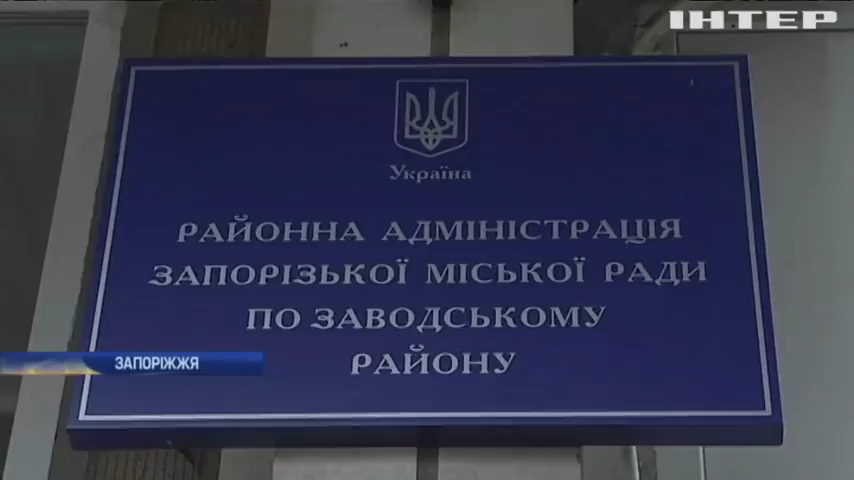 ІНТЕР
Україна
РАЙОННА АДМІНІСТРАЦІЯ
ЗАПОРІЗЬКОЇ МІСЬКОЇ РАДИ
ПО ЗАВОДСЬКОМУ
РАЙОНУ
ЗАПОРІЖЖЯ